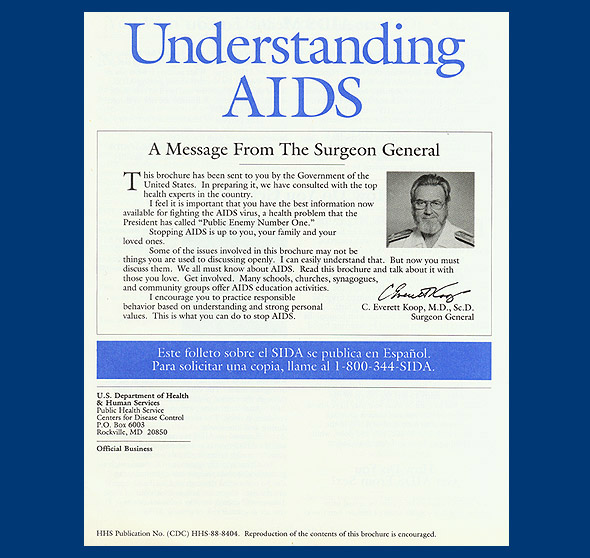 Understanding
AIDS
A Message From The Surgeon General
This brochure has been sent to you by the Government of the
United States. In preparing it, we have consulted with the top
health experts in the country.
I feel it is important that you have the best information now
available for fighting the AIDS virus, a health problem that the
President has called "Public Enemy Number One."
Stopping AIDS is up to you, your family and your
loved ones.
Some of the issues involved in this brochure may not be
things you are used to discussing openly. I can easily understand that. But now you must
discuss them. We all must know about AIDS. Read this brochure and talk about it with
those you love. Get involved. Many schools, churches, synagogues,
and community groups offer AIDS education activities.
I encourage you to practice responsible
behavior based on understanding and strong personal
values. This is what you can do to stop AIDS.
C Everett Koop
C. Everett Koop, M.D., Sc.D.
Surgeon General
Este folleto sobre el SIDA se publica en Español.
Para solicitar una copia, llame al 1-800-344-SIDA.
U.S. Department of Health
& Human Services
Public Health Service
Centers for Disease Control
P.O. Box 6003
Rockville, MD 20850
Official Business
HHS Publication No. (CDC) HHS-88-8404. Reproduction of the contents of this brochure is encouraged.